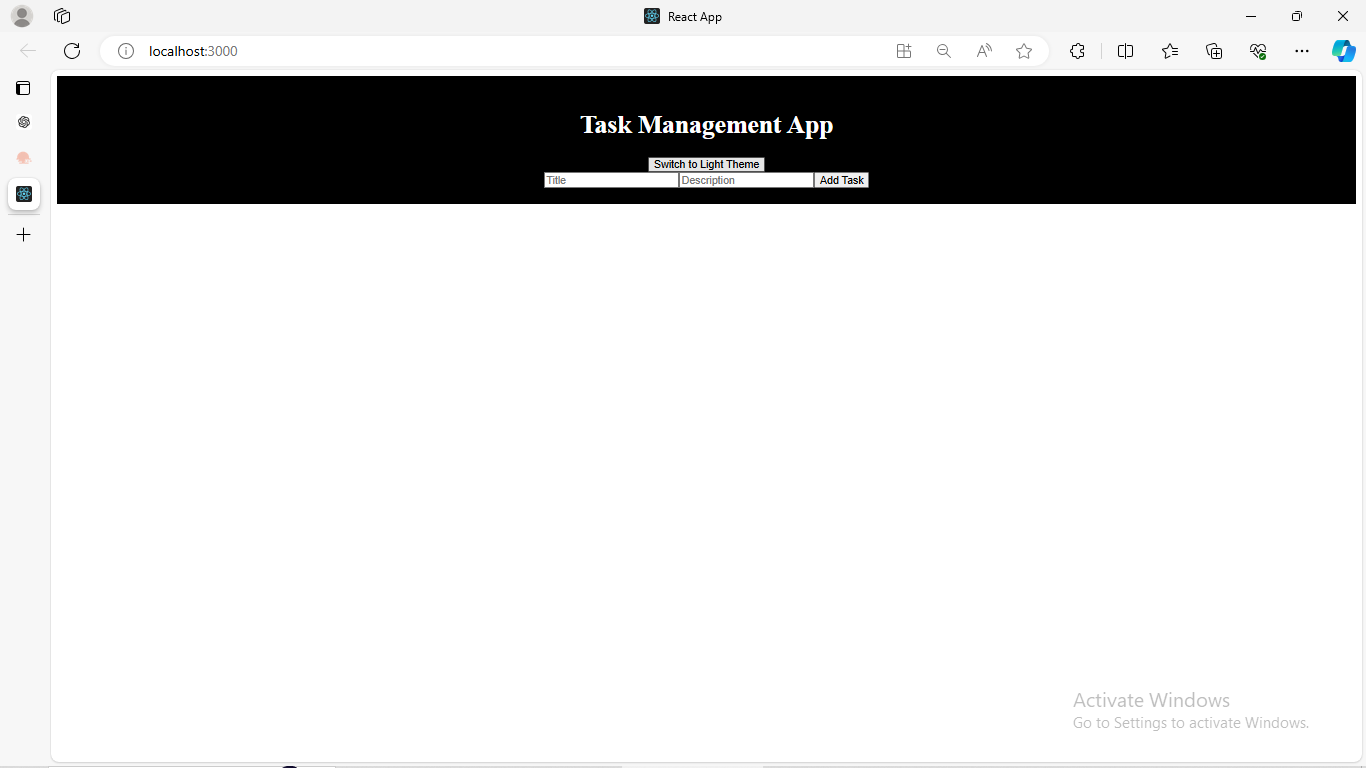 React App
localhost:3000
Task Management App
Switch to Light Theme
Title Description Add Task
Activate Windows
Go to Settings to activate Windows.